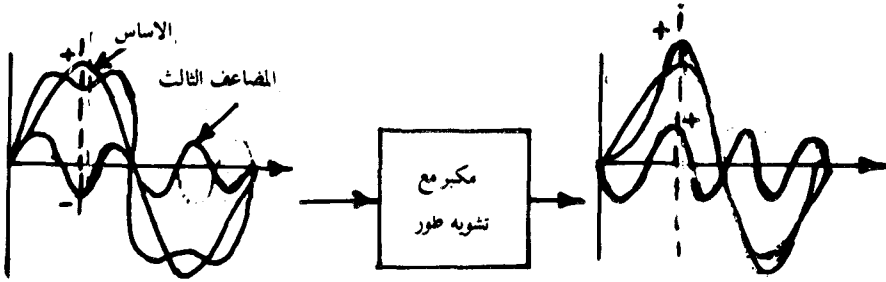 الاساس
المضاعف الثالث
+
-
مكبر مع
تشويه طور
+
+